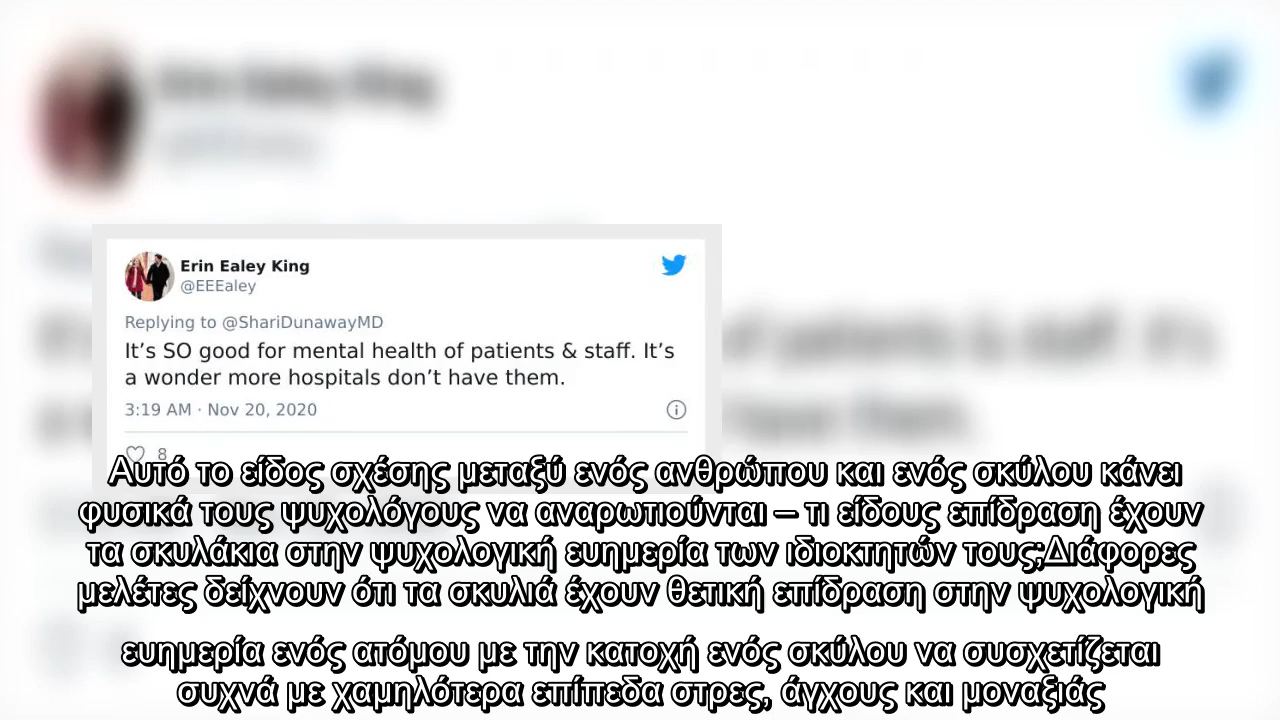 Erin Ealey King
@EEEaley
Replying to @ShariDunawayMD
It’s SO good for mental health of patients & staff. It’s
a wonder more hospitals don’t have them.
3:19 AM · Nov 20, 2020
8
Αυτό το είδος σχέσης μεταξύ ενός ανθρώπου και ενός σκύλου κάνει
φυσικά τους ψυχολόγους να αναρωτιούνται – τι είδους επίδραση έχουν
τα σκυλάκια στην ψυχολογική ευημερία των ιδιοκτητών τους;Διάφορες
μελέτες δείχνουν ότι τα σκυλιά έχουν θετική επίδραση στην ψυχολογική
ευημερία ενός ατόμου με την κατοχή ενός σκύλου να συσχετίζεται
συχνά με χαμηλότερα επίπεδα στρες, άγχους και μοναξιάς